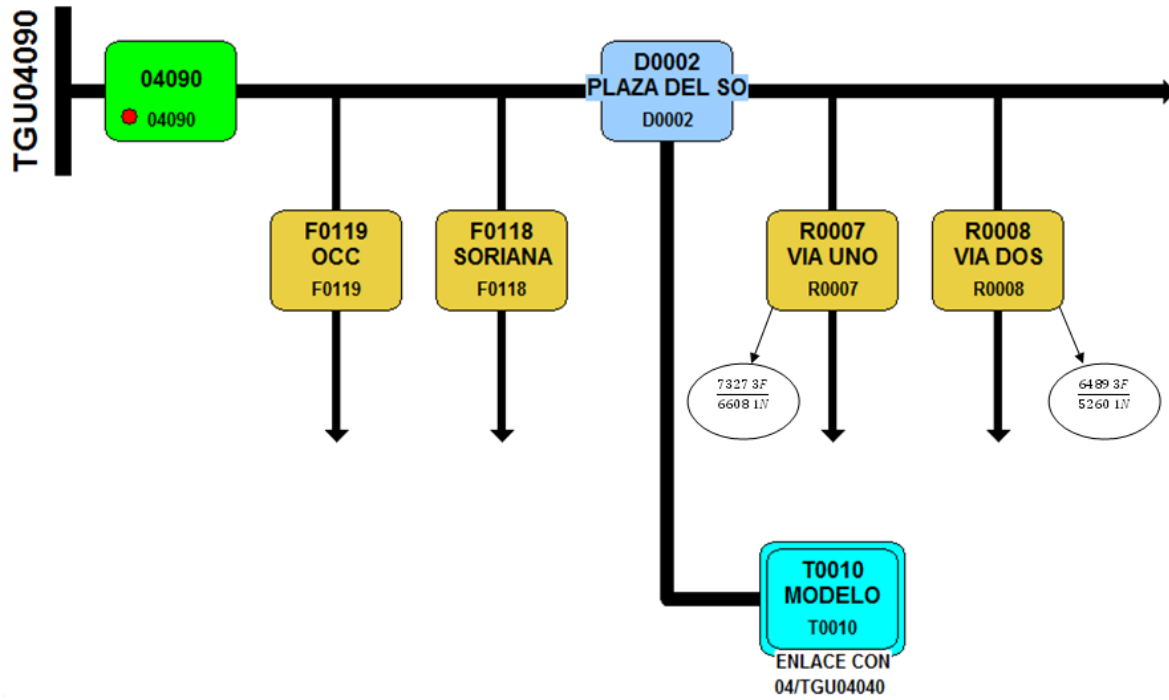 TGU04090
04090
04090
D0002
PLAZA DEL SO
D0002
F0119
OCC
F0119
F0118
SORIANA
F0118
R0007
VIA UNO
R0007
R0008
VIA DOS
R0008
7327 3F
6608 1N
6489 3F
5260 1N
T0010
MODELO
T0010
ENLACE CON
04/TGU04040